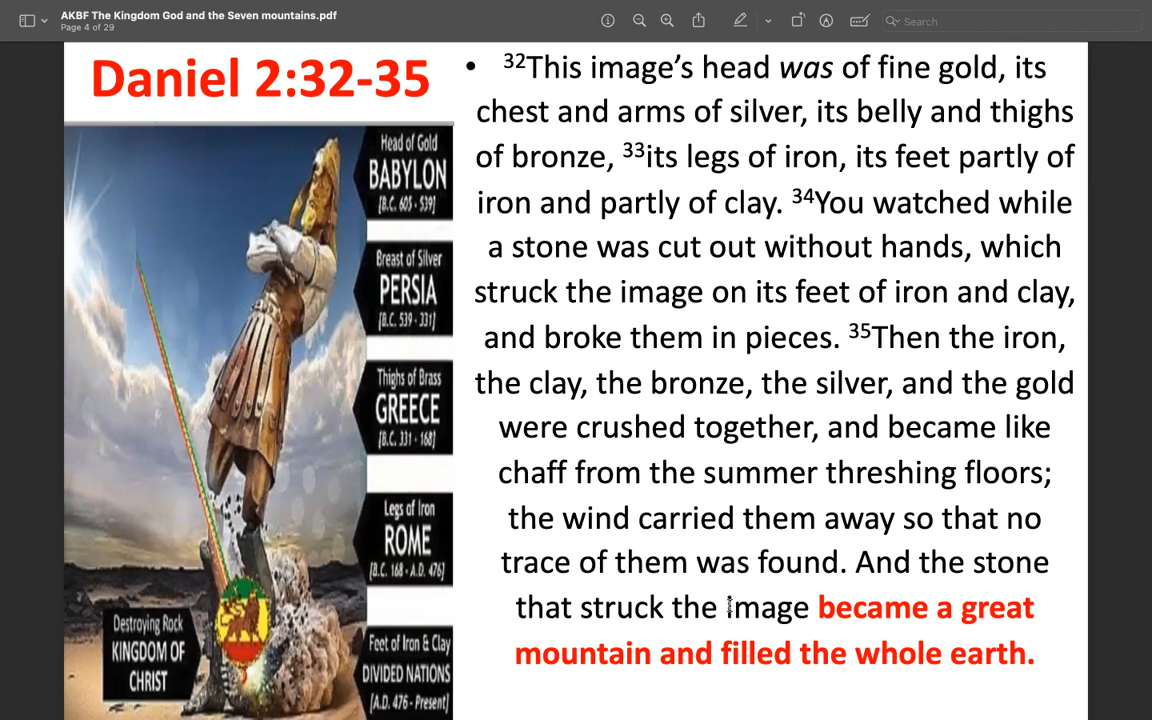 AKBF The Kingdom God and the Seven mountains.pdf
Page 4 of 29
Search
Daniel 2:32-35
Head of Gold
BABYLON
[B.C. 605 - 539]
Breast of Silver
PERSIA
[B.C. 539 - 331]
Thighs of Brass
GREECE
[B.C. 331 - 168]
Legs of Iron
ROME
[B.C. 168 - A.D. 476]
Feet of Iron & Clay
DIVIDED NATIONS
[A.D. 476 - Present]
Destroying Rock
KINGDOM OF
CHRIST
• 32This image’s head was of fine gold, its
chest and arms of silver, its belly and thighs
of bronze, 33its legs of iron, its feet partly of
iron and partly of clay. 34You watched while
a stone was cut out without hands, which
struck the image on its feet of iron and clay,
and broke them in pieces. 35Then the iron,
the clay, the bronze, the silver, and the gold
were crushed together, and became like
chaff from the summer threshing floors;
the wind carried them away so that no
trace of them was found. And the stone
that struck the image became a great
mountain and filled the whole earth.